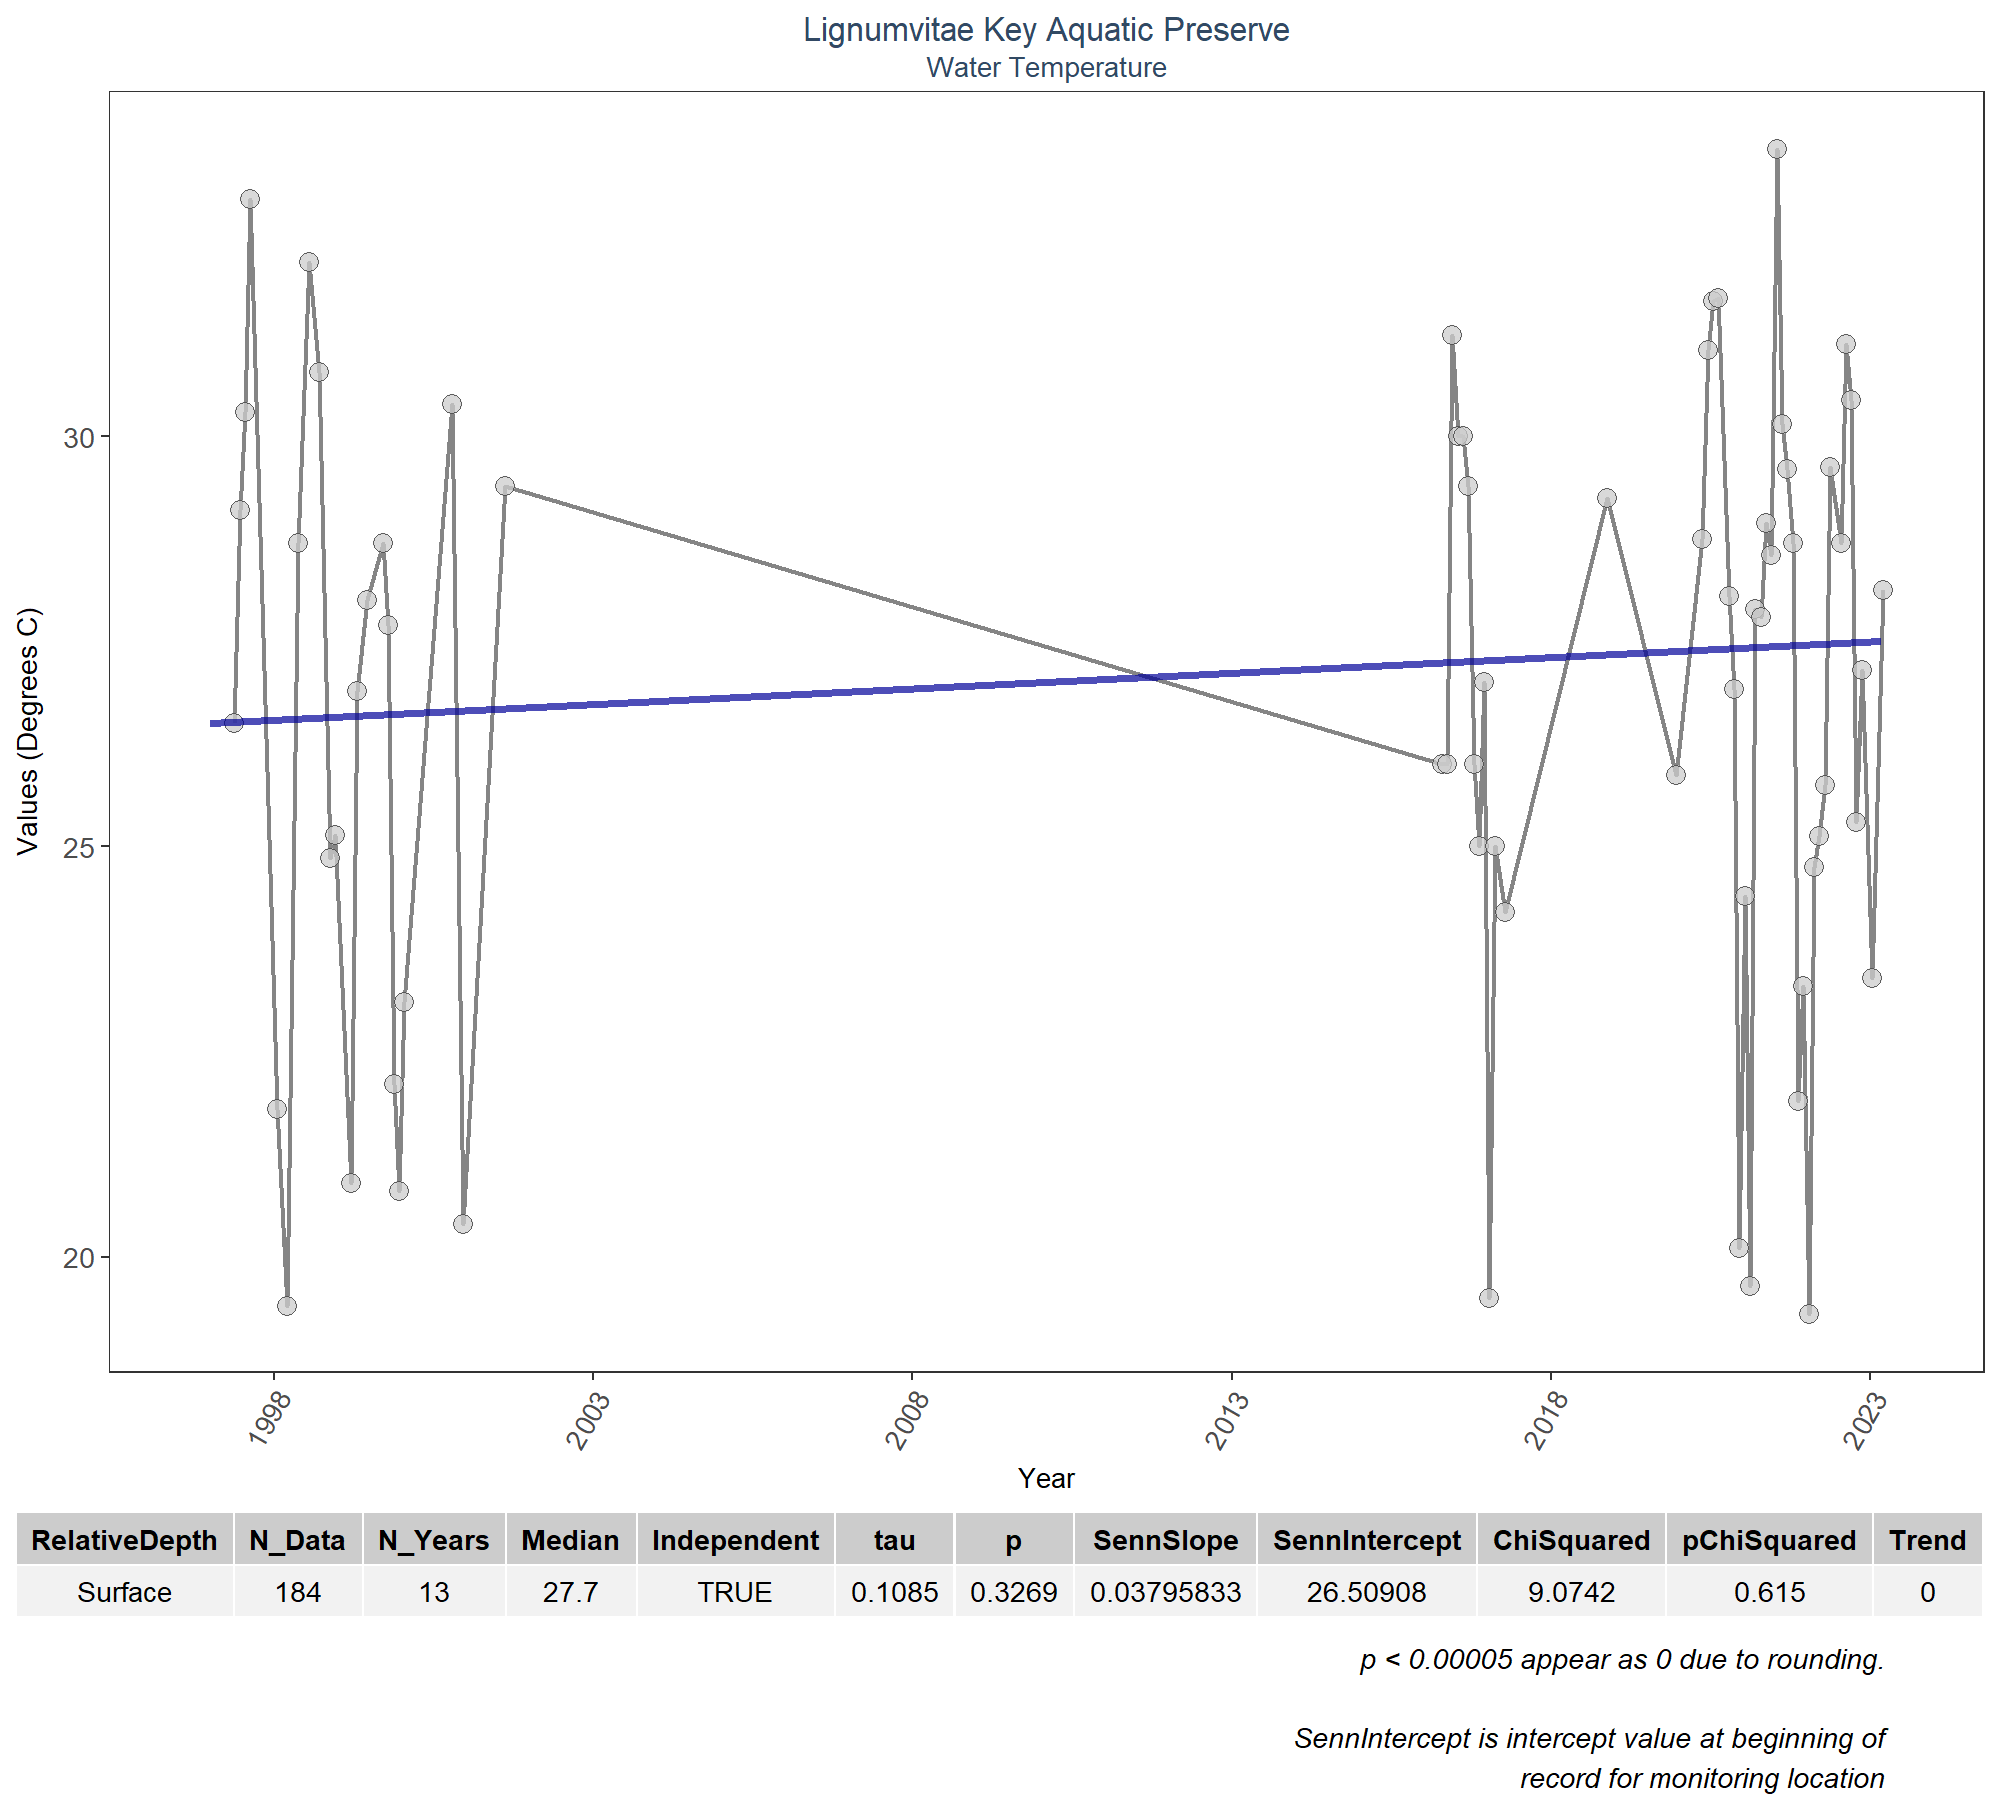 Lignumvitae Key Aquatic Preserve
Water Temperature
Values (Degrees C)
30
25
20
1998
2003
2008
2013
2018
2023
Year
RelativeDepth N_Data N_Years Median Independent tau p SennSlope SennIntercept ChiSquared pChiSquared Trend
Surface 184 13 27.7 TRUE 0.1085 0.3269 0.03795833 26.50908 9.0742 0.615 0
p < 0.00005 appear as 0 due to rounding.
SennIntercept is intercept value at beginning of
record for monitoring location